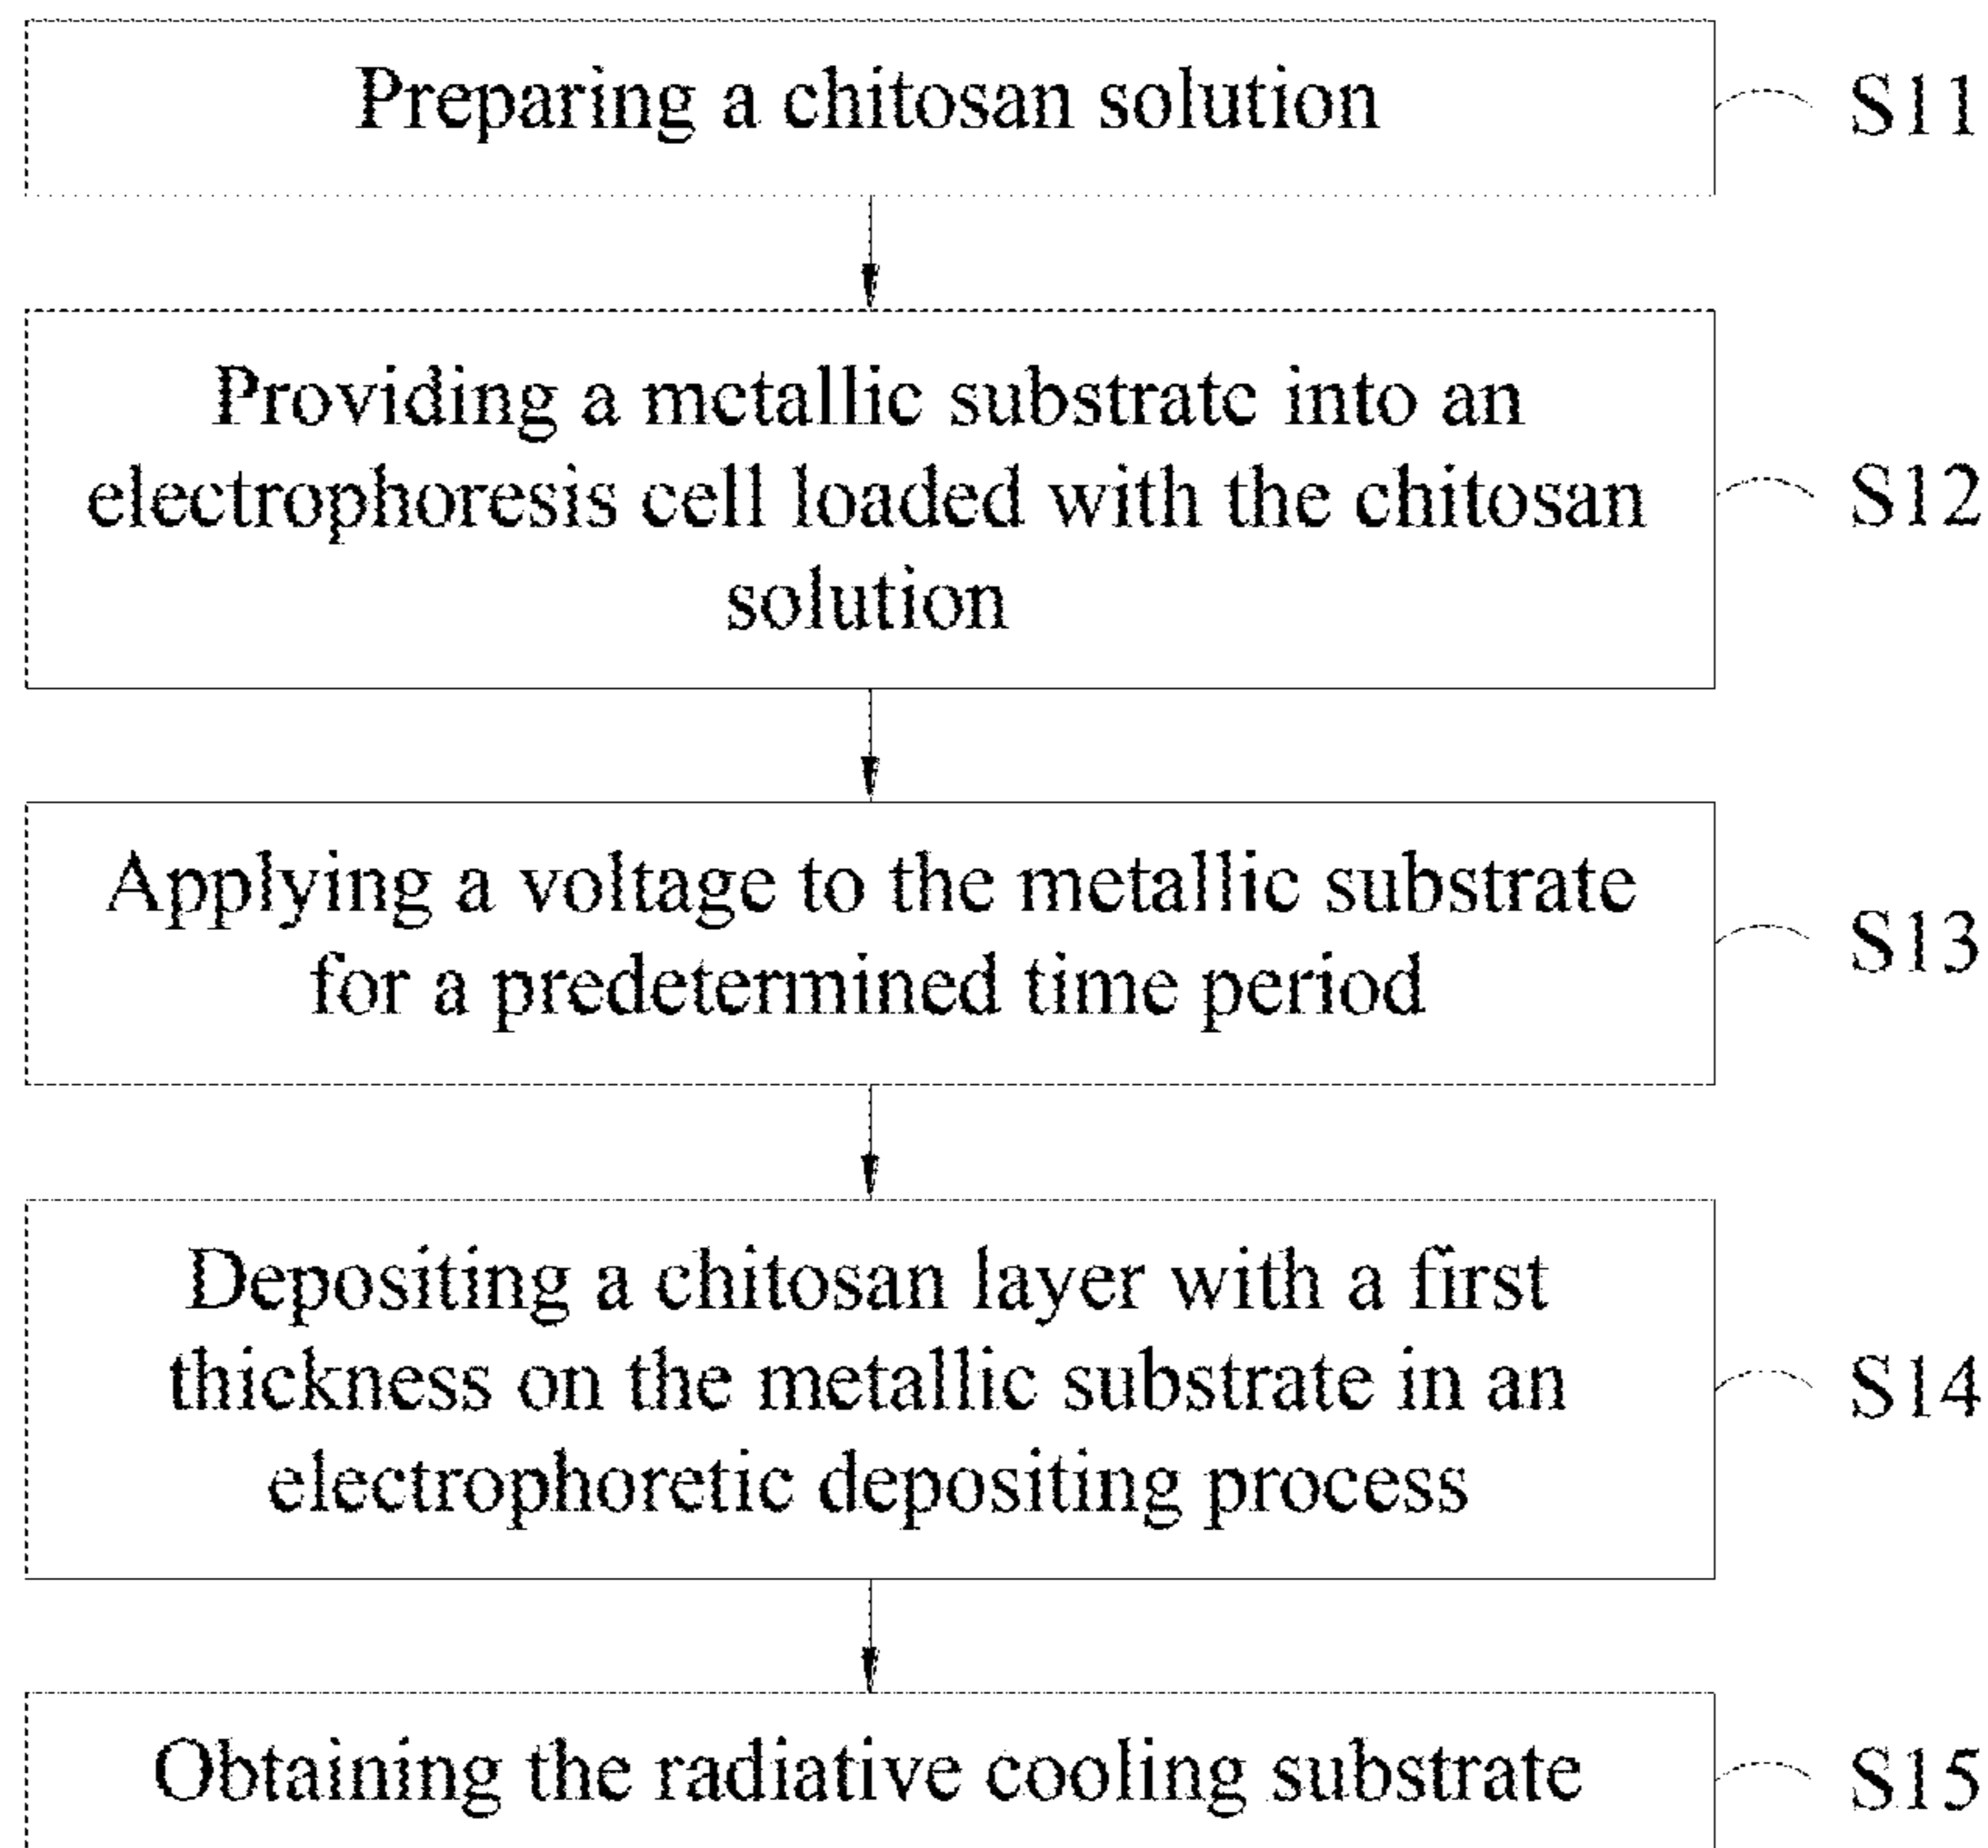 Preparing a chitosan solution
S11
Providing a metallic substrate into an
electrophoresis cell loaded with the chitosan
solution
S12
Applying a voltage to the metallic substrate
for a predetermined time period
S13
Depositing a chitosan layer with a first
thickness on the metallic substrate in an
electrophoretic depositing process
S14
Obtaining the radiative cooling substrate
S15